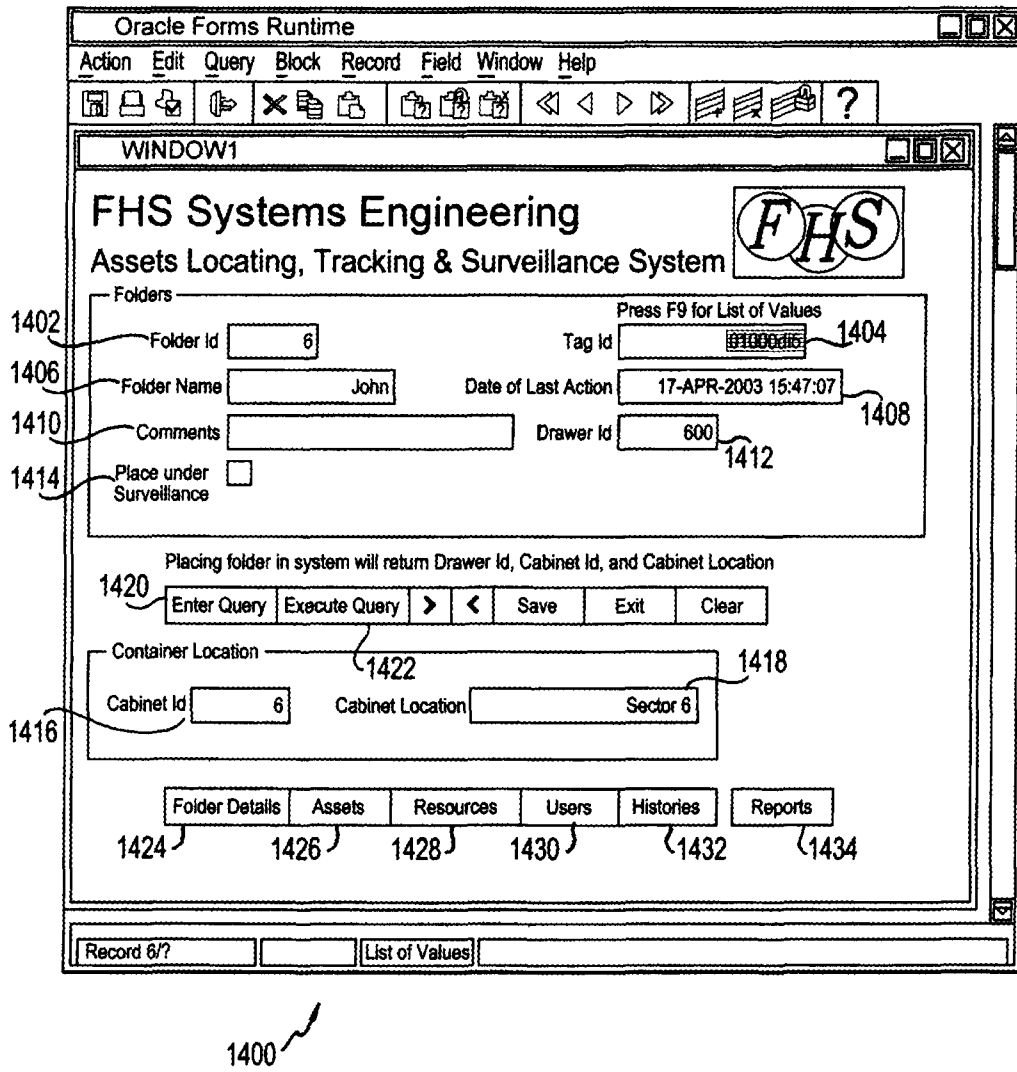 Oracle Forms Runtime
Action Edit Query Block Record Field Window Help
?
WINDOW1
FHS Systems Engineering
FHS
Assets Locating, Tracking & Surveillance System
Folders
Press F9 for List of Values
1402 Folder Id 6 Tag Id 1404
1406 Folder Name John Date of Last Action 17-APR-2003 15:47:07 1408
1410 Comments Drawer Id 600 1412
1414 Place under
Surveillance
Placing folder in system will return Drawer Id, Cabinet Id, and Cabinet Location
1420 Enter Query Execute Query > < Save Exit Clear
1422
Container Location
1418
Cabinet Id 6 Cabinet Location Sector 6
1416
Folder Details Assets Resources Users Histories Reports
1424 1426 1428 1430 1432 1434
Record 6/? List of Values
1400